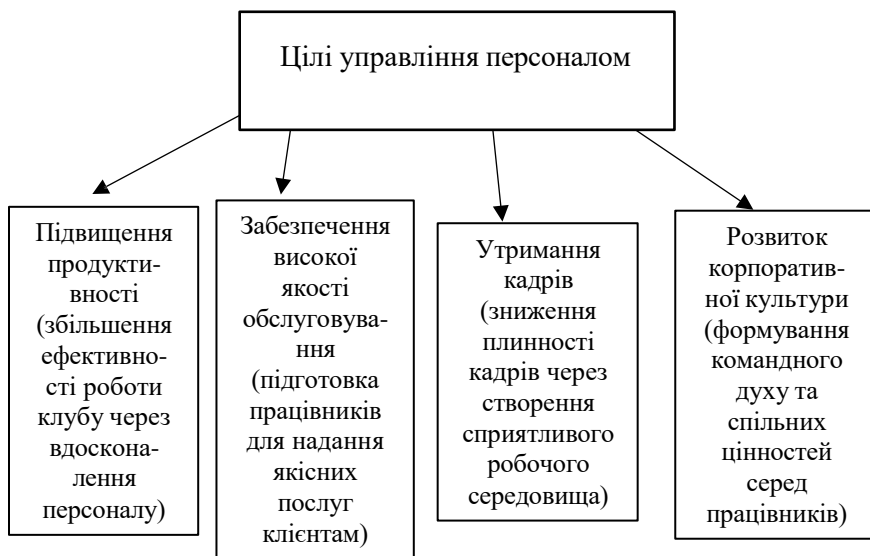 Цілі управління персоналом
Підвищення
продукти-
вності
(збільшення
ефективно-
сті роботи
клубу через
вдоскона-
лення
персоналу)
Забезпечення
високої
якості
обслуговува-
ння
(підготовка
працівників
для надання
якісних
послуг
клієнтам)
Утримання
кадрів
(зниження
плинності
кадрів через
створення
сприятливого
робочого
середовища)
Розвиток
корпоратив-
ної культури
(формування
командного
духу та
спільних
цінностей
серед
працівників)